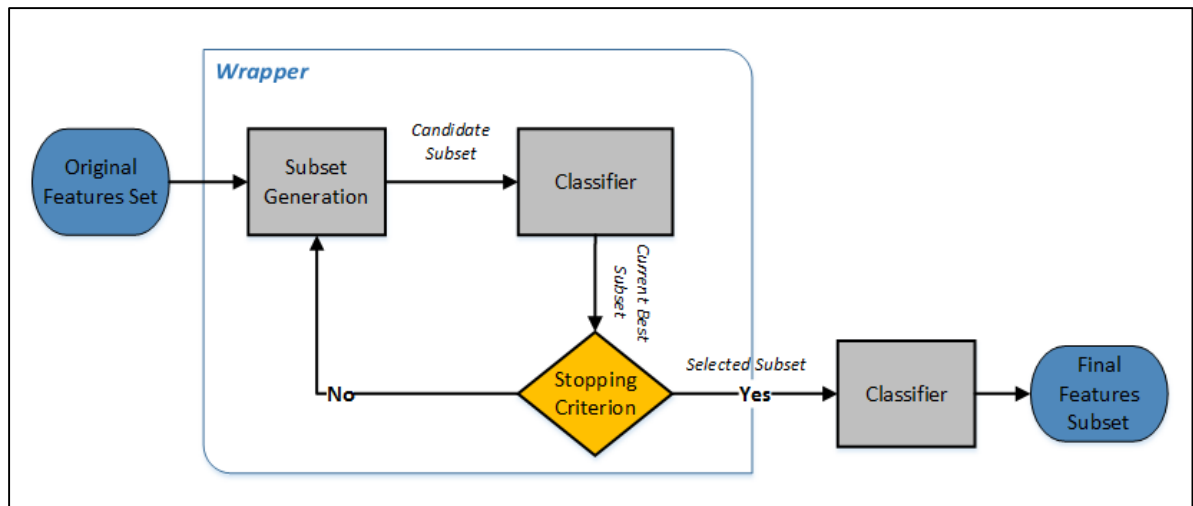 Wrapper
Original
Features Set
Subset
Generation
Candidate
Subset
Classifier
Current Best
Subset
Stopping
Criterion
No
Selected Subset
Yes
Classifier
Final
Features
Subset